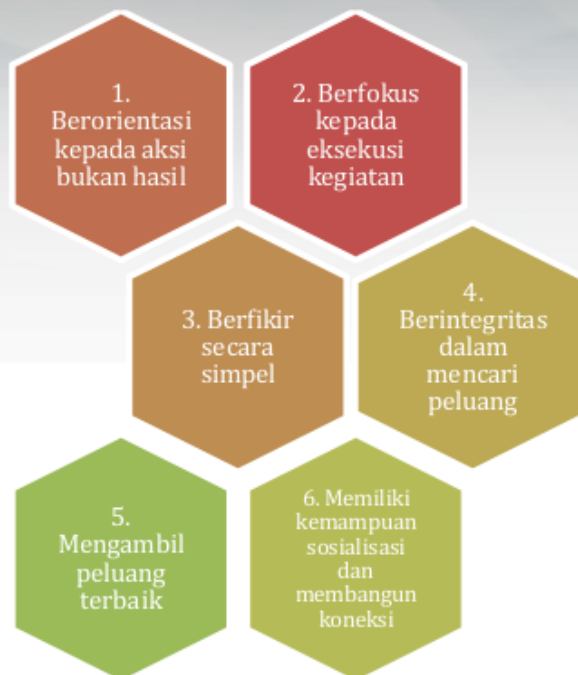 1.
Berorientasi
kepada aksi
bukan hasil
2. Berfokus
kepada
eksekusi
kegiatan
3. Berfikir
secara
simpel
4.
Berintegritas
dalam
mencari
peluang
5.
Mengambil
peluang
terbaik
6. Memiliki
kemampuan
sosialisasi
dan
membangun
koneksi